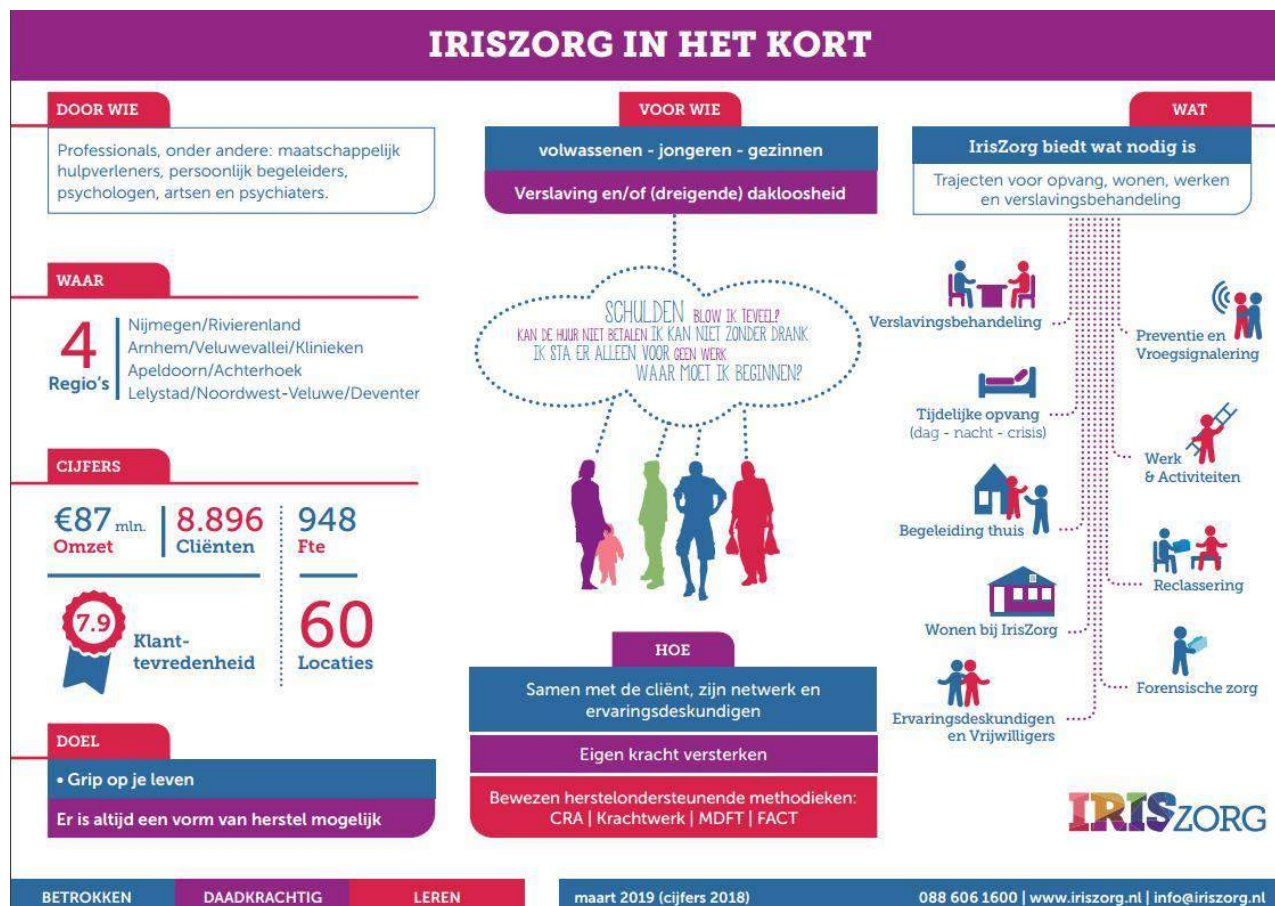 IRISZORG IN HET KORT
DOOR WIE
Professionals, onder andere: maatschappelijk
hulpverleners, persoonlijk begeleiders,
psychologen, artsen en psychiaters.
WAAR
4
Regio's
Nijmegen/Rivierenland
Arnhem/Veluwevallei/Klinieken
Apeldoorn/Achterhoek
Lelystad/Noordwest-Veluwe/Deventer
CIJFERS
€87 mln.
Omzet
8.896
Cliënten
948
Fte
7.9
Klant-
tevredenheid
60
Locaties
DOEL
• Grip op je leven
Er is altijd een vorm van herstel mogelijk
VOOR WIE
volwassenen - jongeren - gezinnen
Verslaving en/of (dreigende) dakloosheid
SCHULDEN BLOW IK TEVEEL?
KAN DE HUUR NIET BETALEN IK KAN NIET ZONDER DRANK
IK STA ER ALLEEN VOOR GEEN WERK
WAAR MOET IK BEGINNEN?
HOE
Samen met de cliënt, zijn netwerk en
ervaringsdeskundigen
Eigen kracht versterken
Bewezen herstelondersteunende methodieken:
CRA | Krachtwerk | MDFT | FACT
WAT
IrisZorg biedt wat nodig is
Trajecten voor opvang, wonen, werken
en verslavingsbehandeling
Verslavingsbehandeling
Preventie en
Vroegsignalering
Tijdelijke opvang
(dag - nacht - crisis)
Werk
& Activiteiten
Begeleiding thuis
Reclassering
Wonen bij IrisZorg
Forensische zorg
Ervaringsdeskundigen
en Vrijwilligers
IRISZORG
BETROKKEN
DAADKRACHTIG
LEREN
maart 2019 (cijfers 2018)
088 606 1600 | www.iriszorg.nl | info@iriszorg.nl